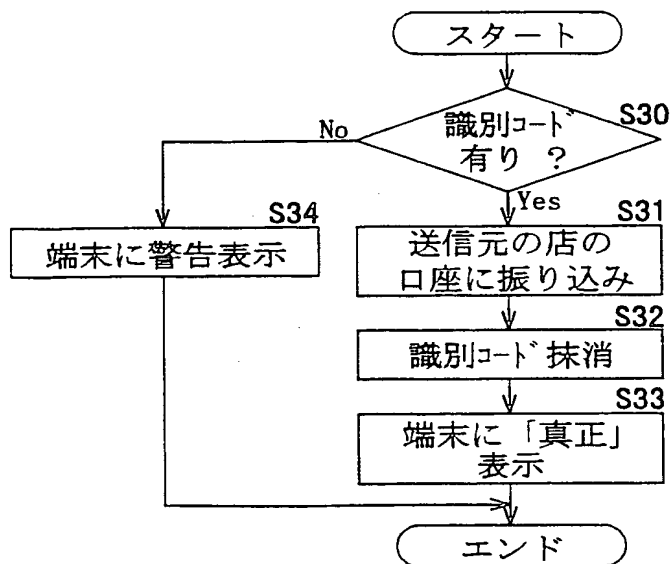 スタート
S30
識別ｺｰﾄﾞ
有り ?
No
Yes
S34
端末に警告表示
S31
送信元の店の
口座に振り込み
S32
識別ｺｰﾄﾞ抹消
S33
端末に「真正」
表示
エンド